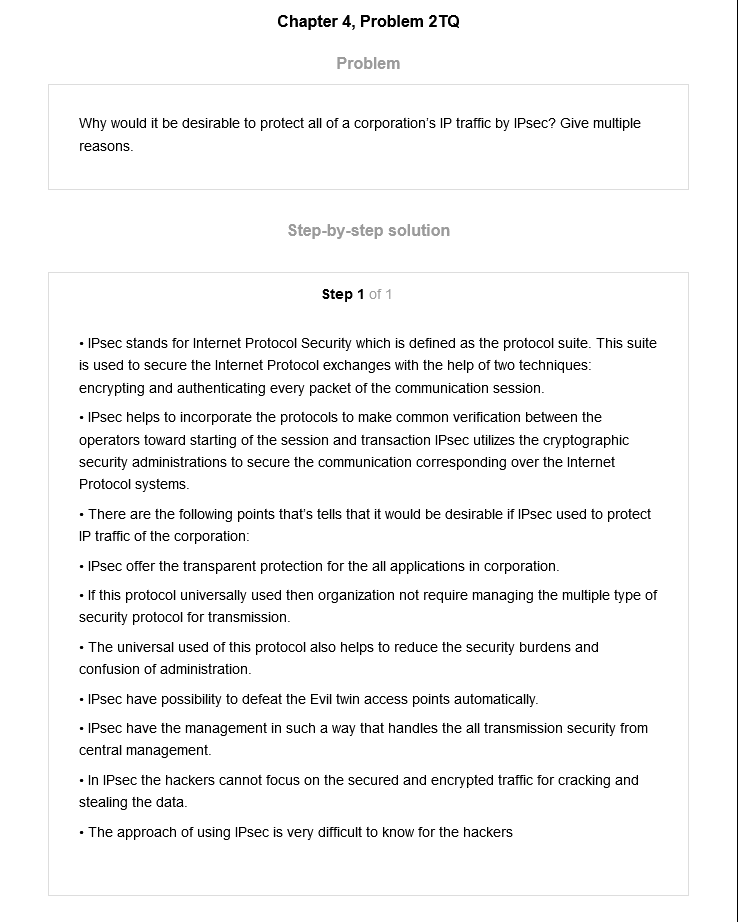 Chapter 4, Problem 2TQ
Problem
Why would it be desirable to protect all of a corporation's IP traffic by IPsec? Give multiple
reasons.
Step-by-step solution
Step 1 of 1
• IPsec stands for Internet Protocol Security which is defined as the protocol suite. This suite
is used to secure the Internet Protocol exchanges with the help of two techniques:
encrypting and authenticating every packet of the communication session.
• IPsec helps to incorporate the protocols to make common verification between the
operators toward starting of the session and transaction IPsec utilizes the cryptographic
security administrations to secure the communication corresponding over the Internet
Protocol systems.
• There are the following points that's tells that it would be desirable if IPsec used to protect
IP traffic of the corporation:
• IPsec offer the transparent protection for the all applications in corporation.
• If this protocol universally used then organization not require managing the multiple type of
security protocol for transmission.
• The universal used of this protocol also helps to reduce the security burdens and
confusion of administration.
• IPsec have possibility to defeat the Evil twin access points automatically.
• IPsec have the management in such a way that handles the all transmission security from
central management.
• In IPsec the hackers cannot focus on the secured and encrypted traffic for cracking and
stealing the data.
• The approach of using IPsec is very difficult to know for the hackers